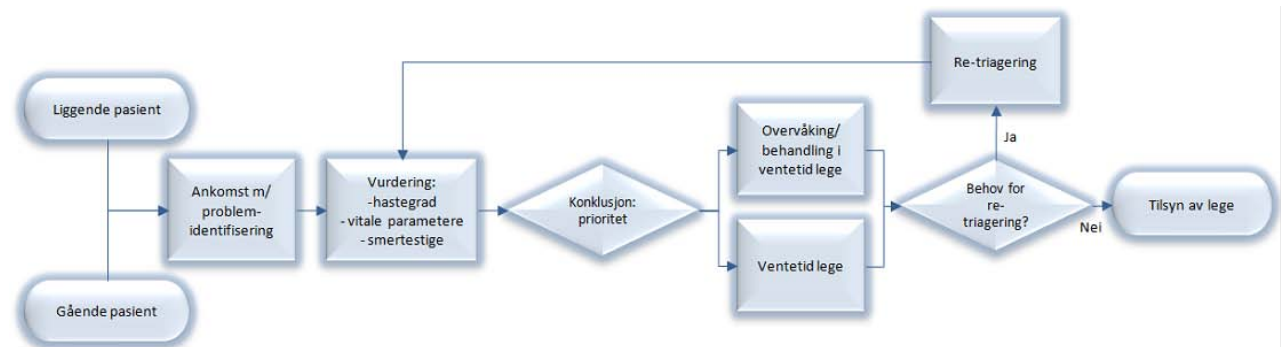 Liggende pasient
Gående pasient
Ankomst m/
problem-
identifisering
Vurdering:
-hastegrad
- vitale parametere
- smertestige
Konklusjon:
prioritet
Overvåking/
behandling i
ventetid lege
Ventetid lege
Behov for
re-
triagering?
Ja
Re-triagering
Nei
Tilsyn av lege